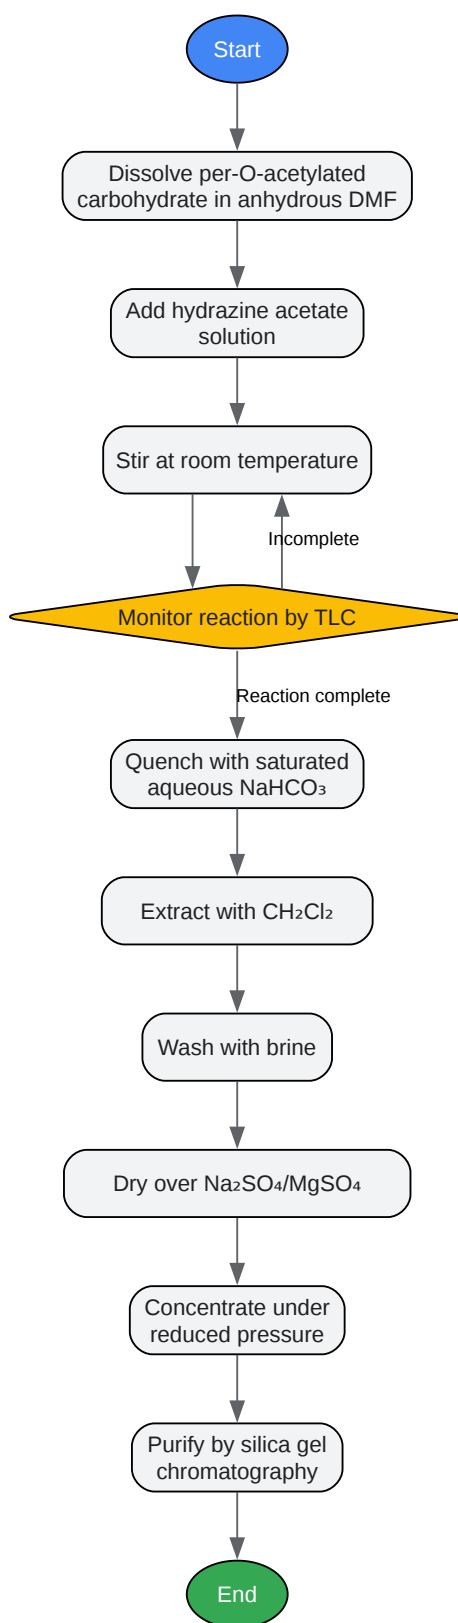 Start
Dissolve per-O-acetylated
carbohydrate in anhydrous DMF
Add hydrazine acetate
solution
Stir at room temperature
Incomplete
Monitor reaction by TLC
Reaction complete
Quench with saturated
aqueous NaHCO₃
Extract with CH₂Cl₂
Wash with brine
Dry over Na₂SO₄/MgSO₄
Concentrate under
reduced pressure
Purify by silica gel
chromatography
End